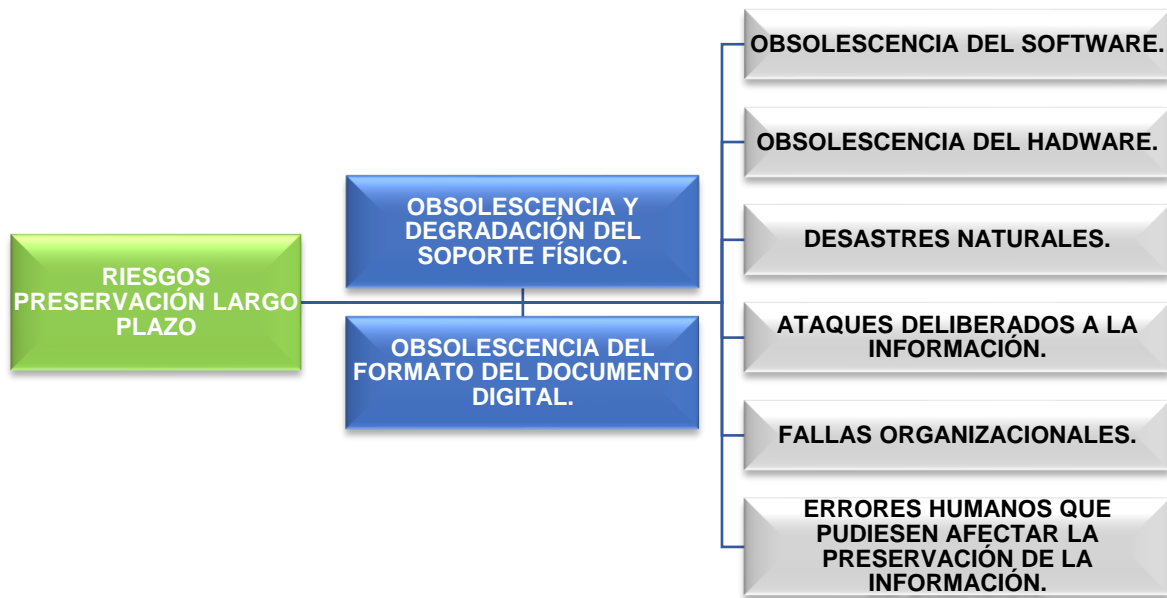 RIESGOS
PRESERVACIÓN LARGO
PLAZO
OBSOLESCENCIA Y
DEGRADACIÓN DEL
SOPORTE FÍSICO.
OBSOLESCENCIA DEL
FORMATO DEL DOCUMENTO
DIGITAL.
OBSOLESCENCIA DEL SOFTWARE.
OBSOLESCENCIA DEL HADWARE.
DESASTRES NATURALES.
ATAQUES DELIBERADOS A LA
INFORMACIÓN.
FALLAS ORGANIZACIONALES.
ERRORES HUMANOS QUE
PUDIESEN AFECTAR LA
PRESERVACIÓN DE LA
INFORMACIÓN.